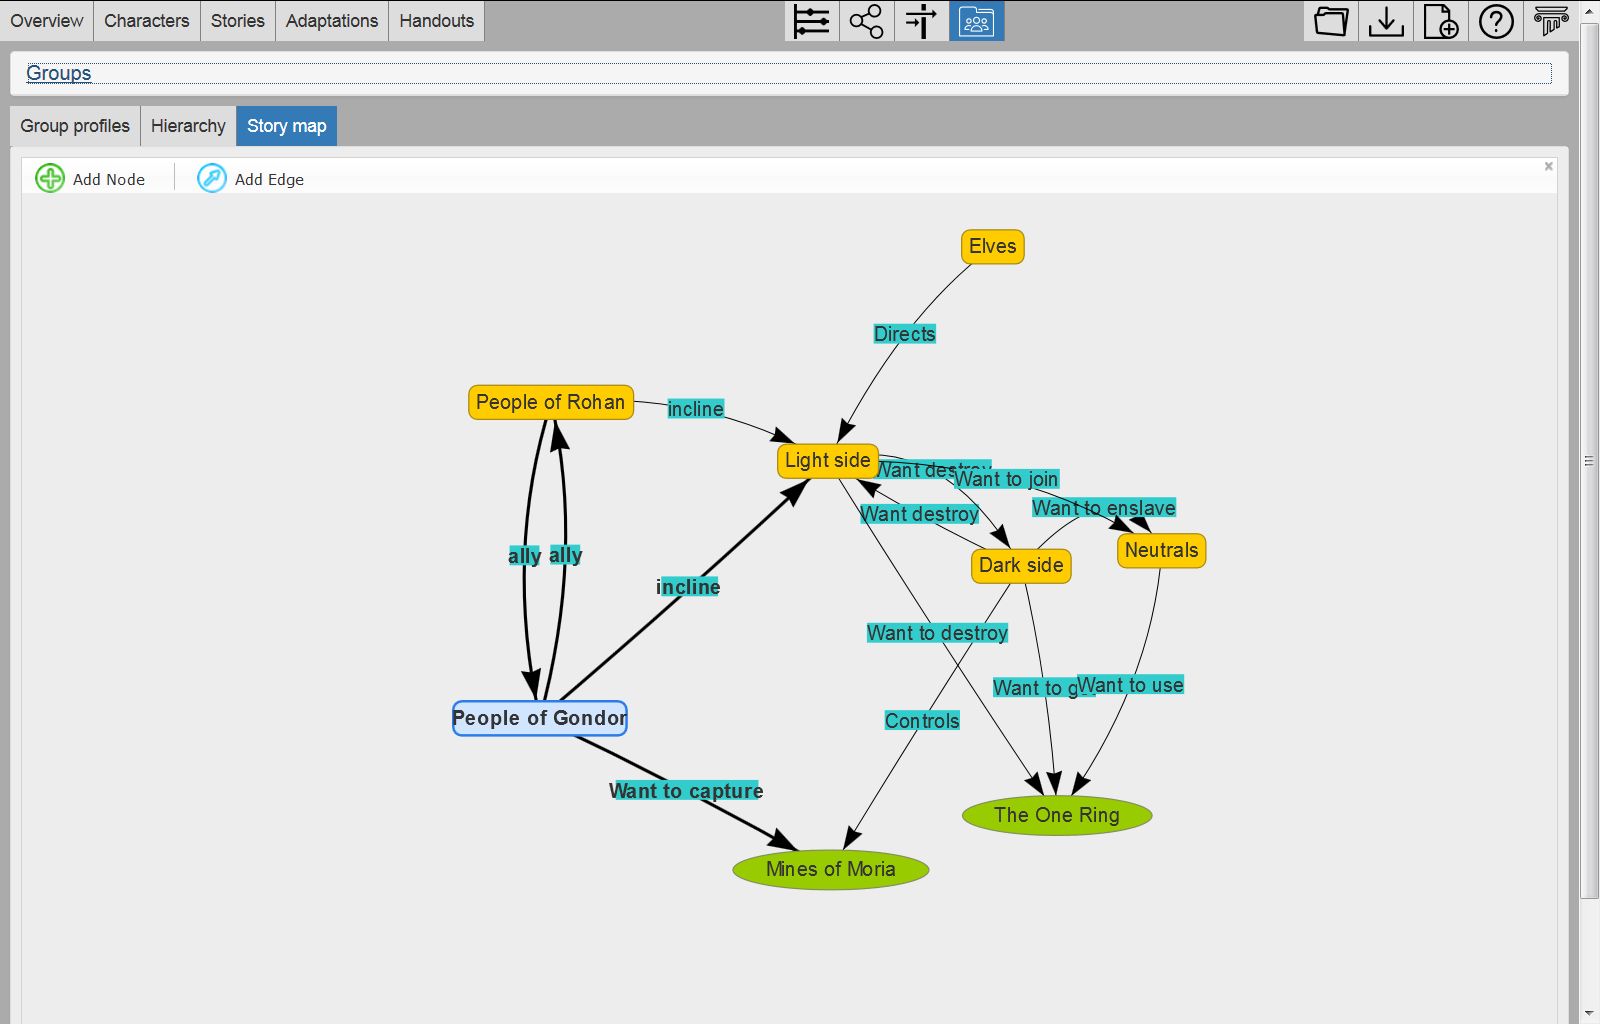 Overview Characters Stories Adaptations Handouts
Groups
Group profiles Hierarchy Story map
Add Node Add Edge
Elves
Directs
People of Rohan
incline
Light side
Want destroy
Want to join
Want destroy
Want to enslave
Neutrals
Dark side
ally ally
incline
Want to destroy
Want to
Want to use
People of Gondor
Controls
Want to capture
The One Ring
Mines of Moria